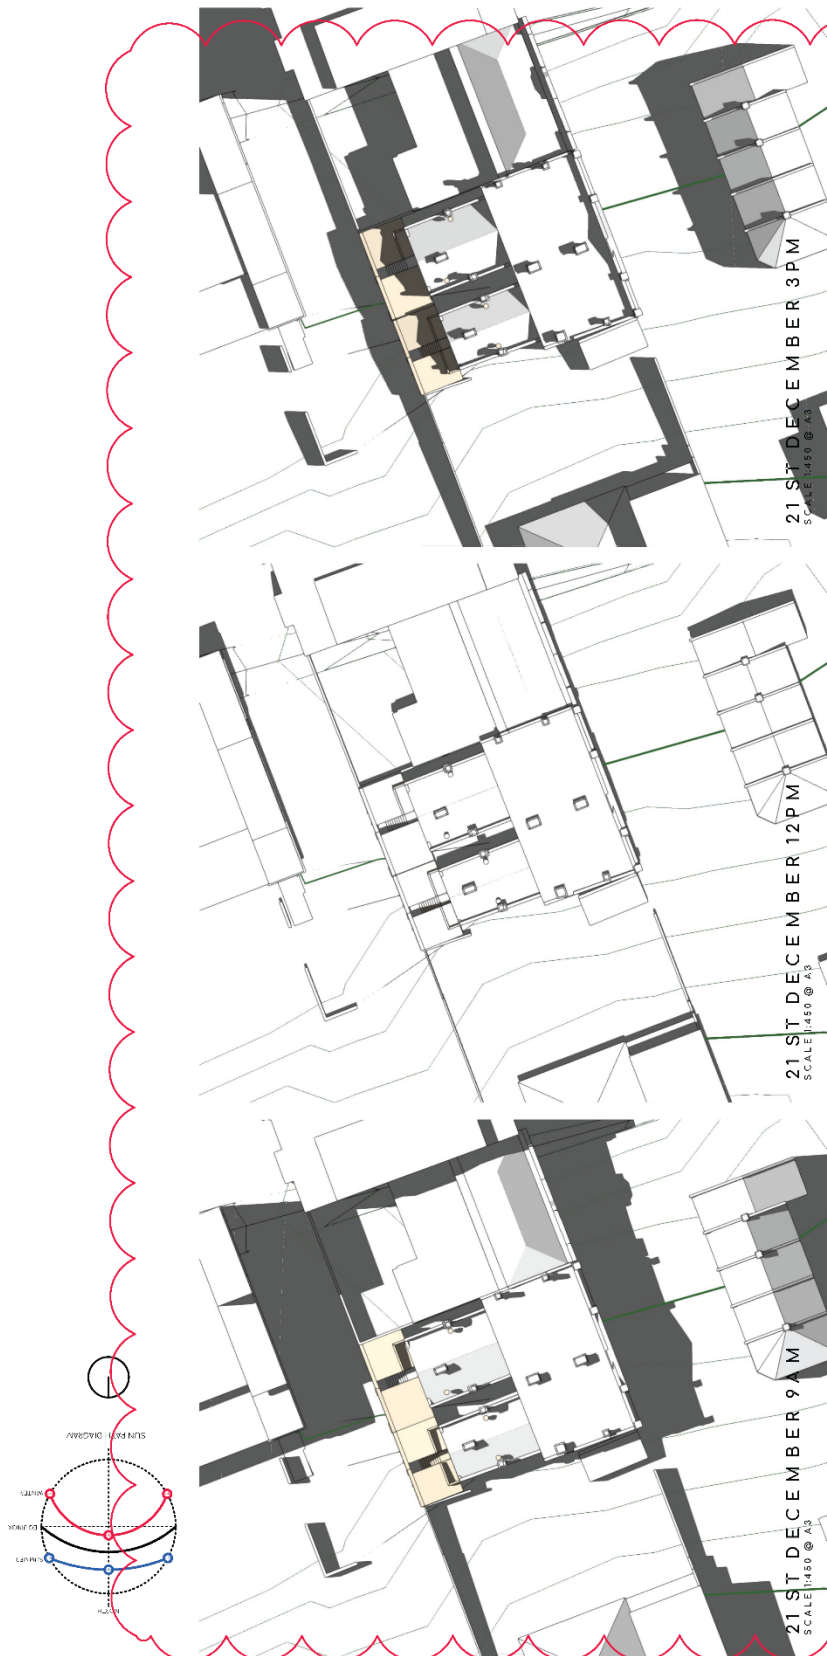 21 ST DECEMBER 3PM
SCALE 1:450 @ A3
21 ST DECEMBER 12PM
SCALE 1:450 @ A3
21 ST DECEMBER 9AM
SCALE 1:450 @ A3
SUN PATH DIAGRAM
WINTER
EQUINOX
SUMMER
NORTH